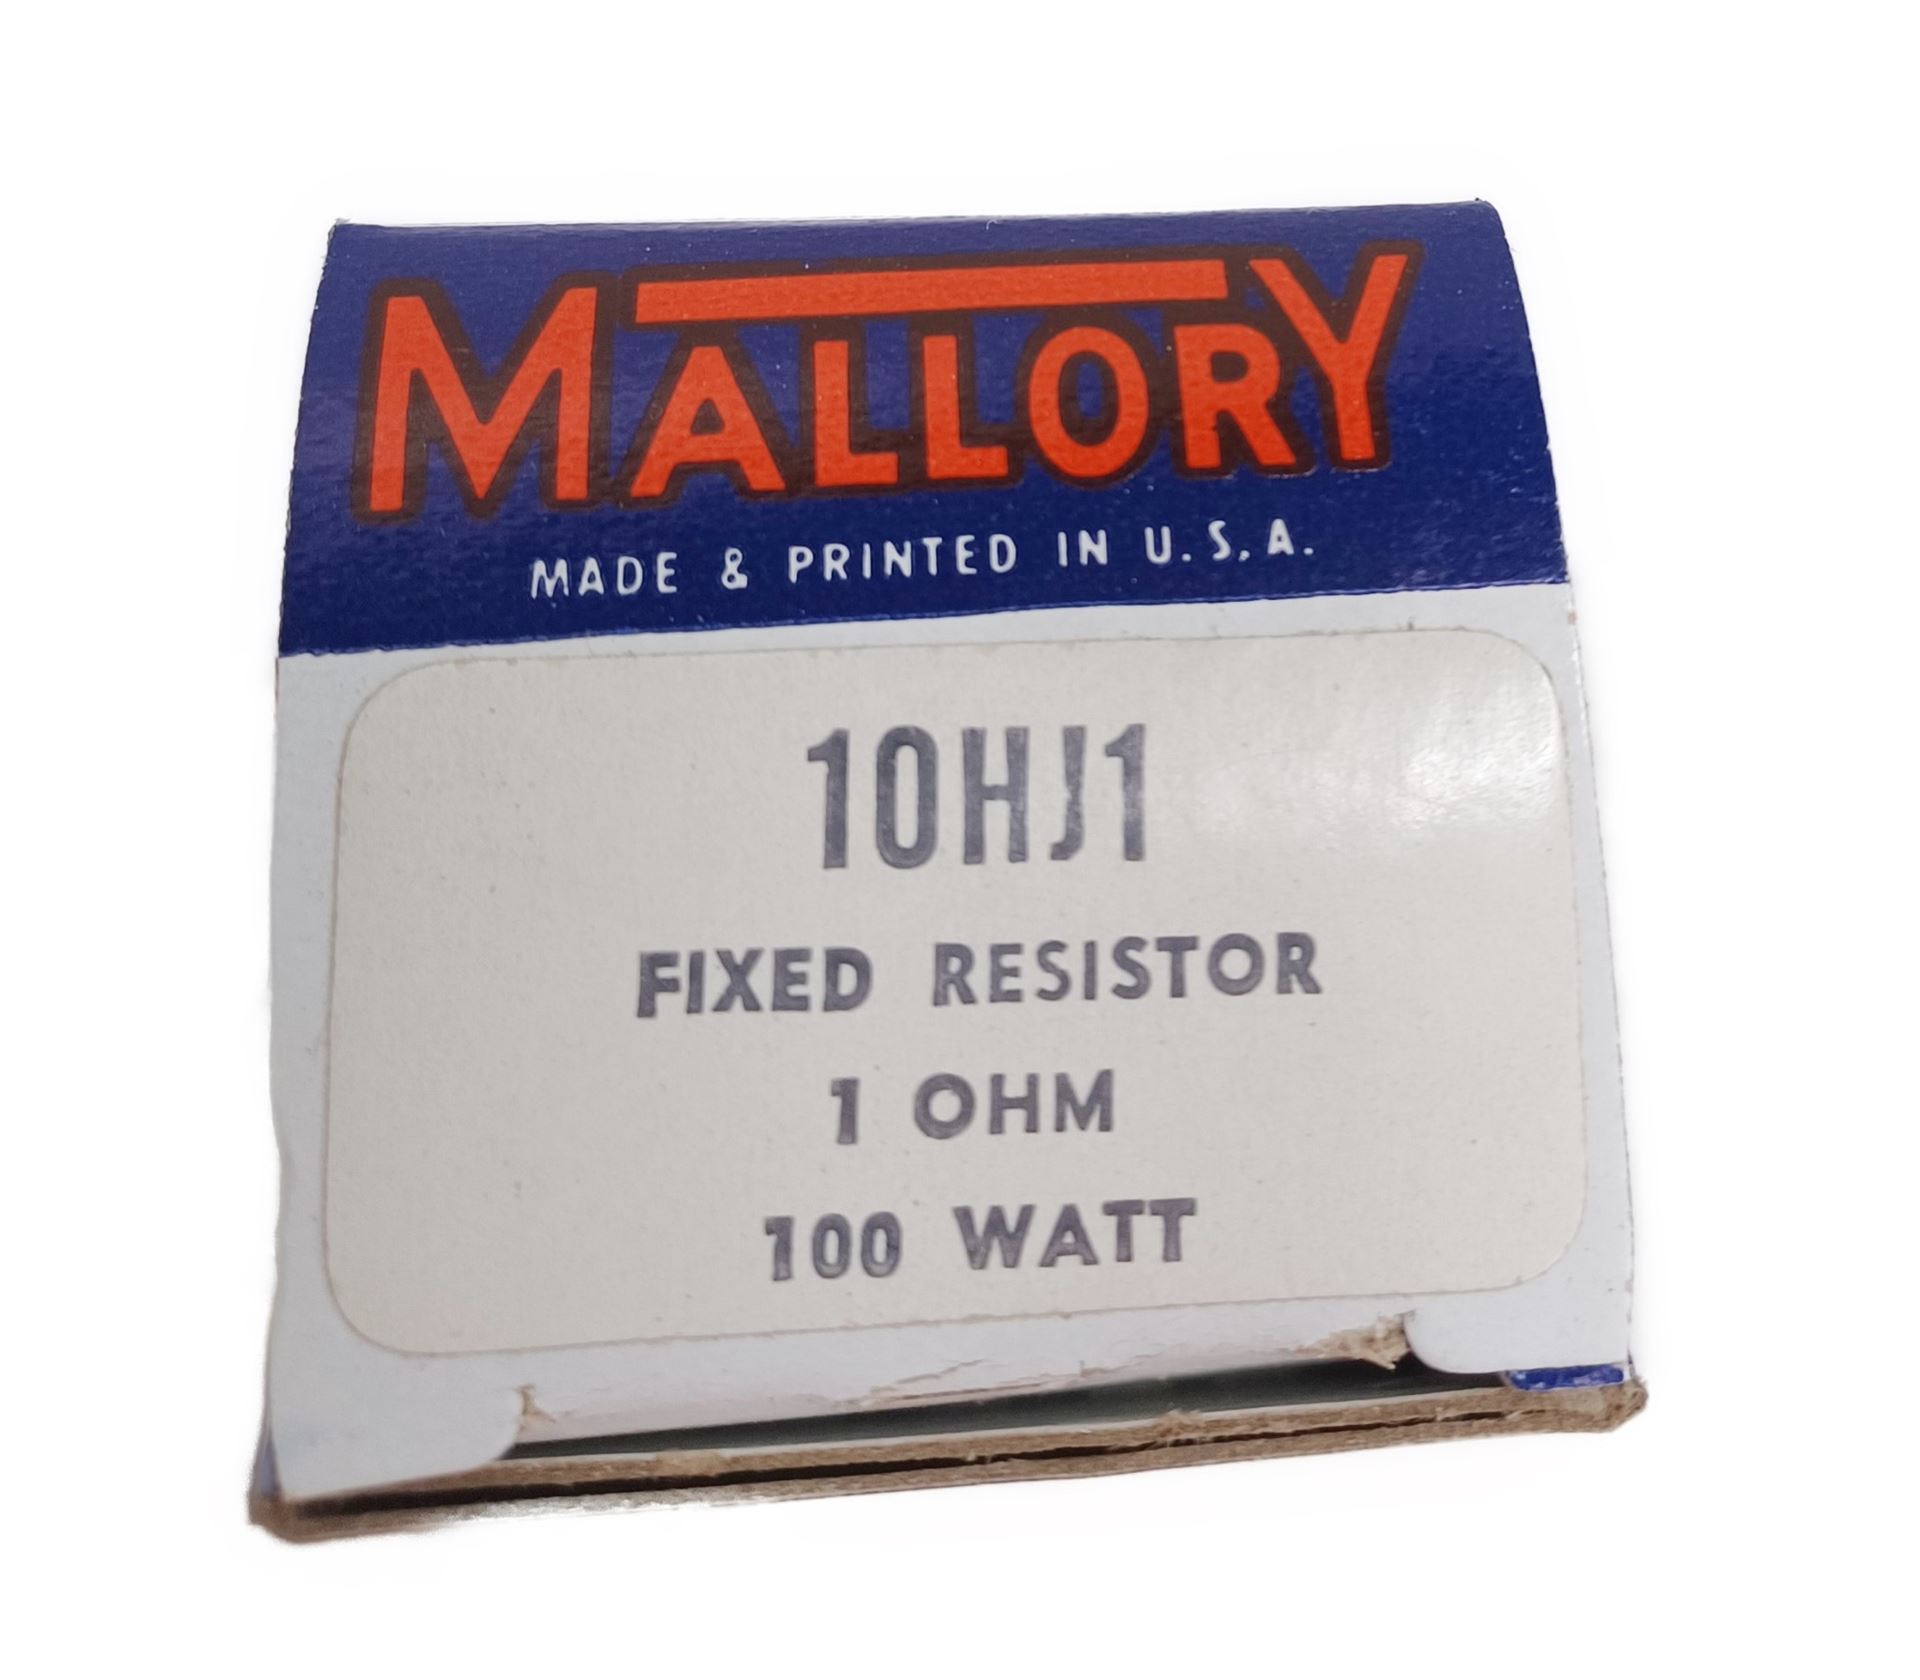 MALLORY
MADE & PRINTED IN U.S.A.
10HJ1
FIXED RESISTOR
1 OHM
100 WATT